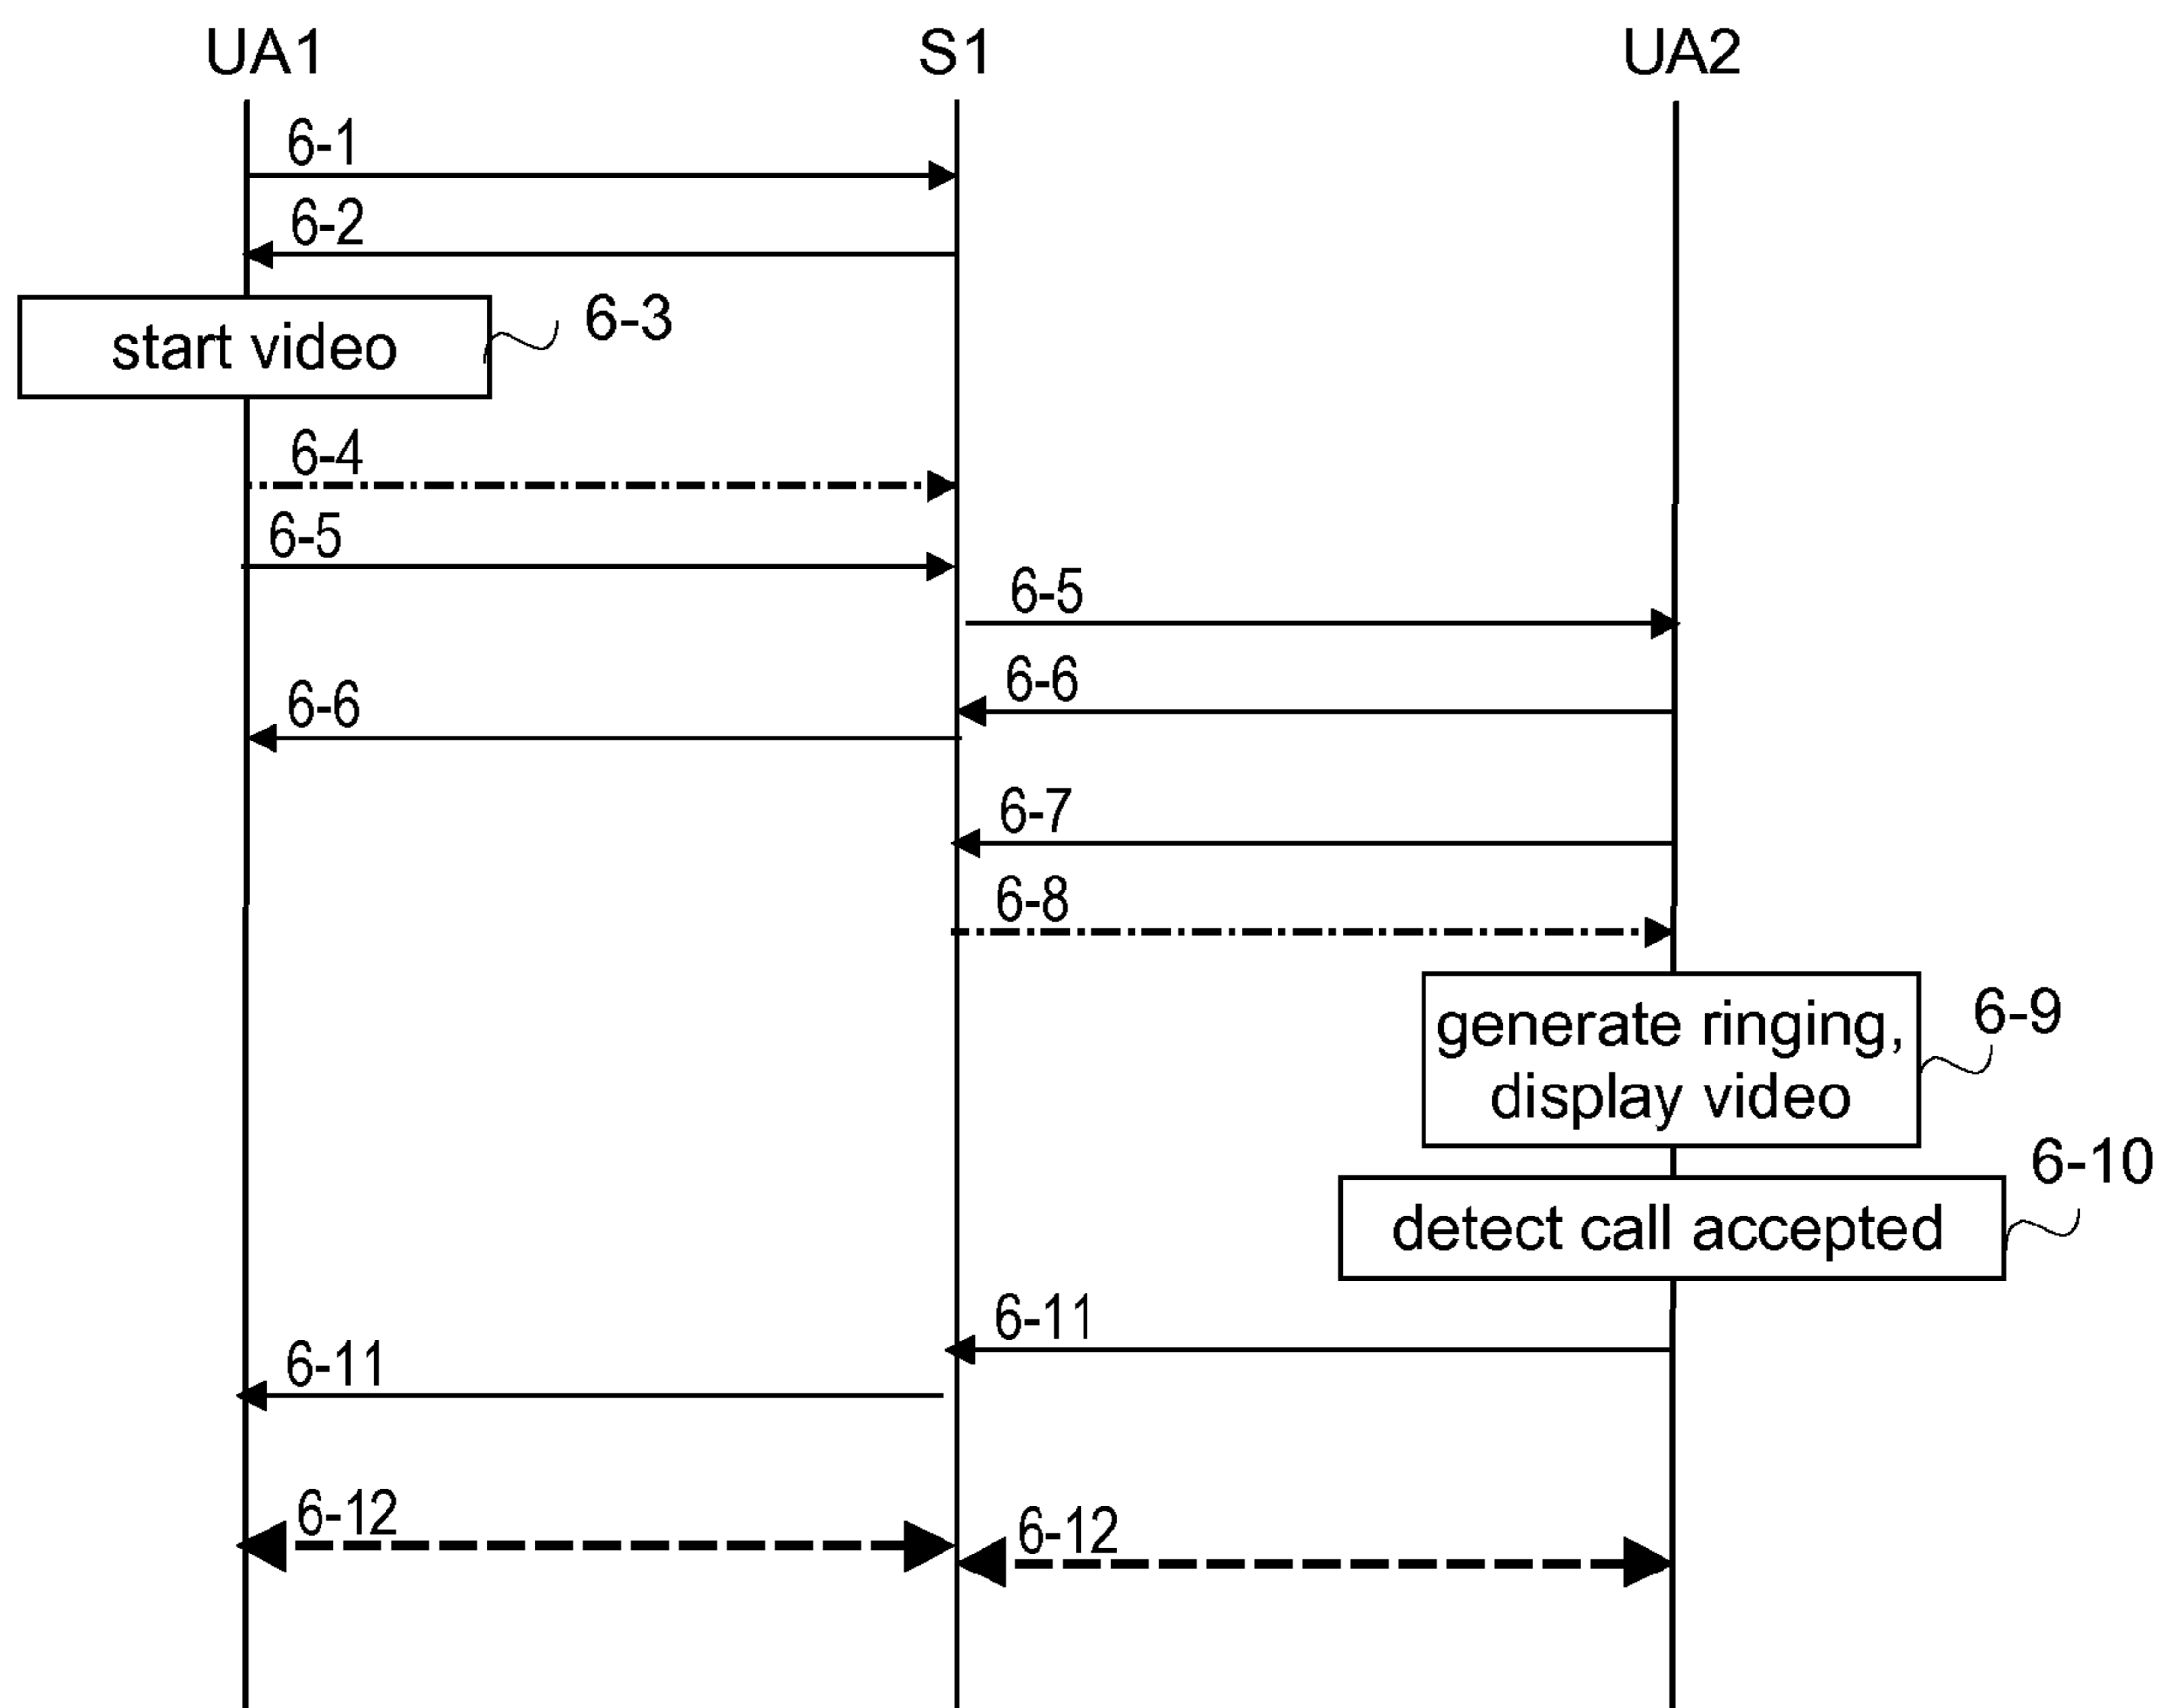 UA1
S1
UA2
6-1
6-2
start video
6-3
6-4
6-5
6-5
6-6
6-6
6-7
6-8
generate ringing,
display video
6-9
detect call accepted
6-10
6-11
6-11
6-12
6-12